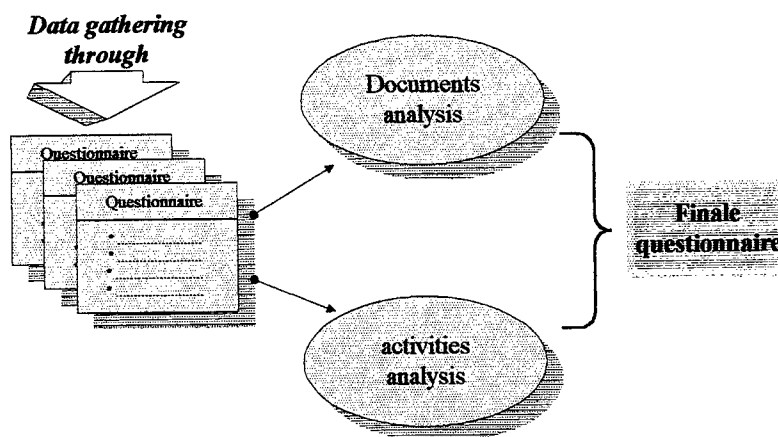 Data gathering
through
Questionnaire
Questionnaire
Questionnaire
Documents
analysis
activities
analysis
Finale
questionnaire